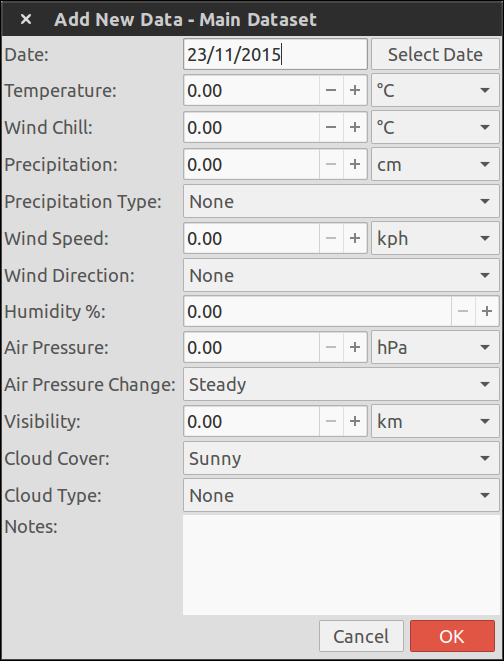 × Add New Data - Main Dataset
Date: 23/11/2015 Select Date
Temperature: 0.00 − + °C
Wind Chill: 0.00 − + °C
Precipitation: 0.00 − + cm
Precipitation Type: None
Wind Speed: 0.00 − + kph
Wind Direction: None
Humidity %: 0.00 − +
Air Pressure: 0.00 − + hPa
Air Pressure Change: Steady
Visibility: 0.00 − + km
Cloud Cover: Sunny
Cloud Type: None
Notes:
Cancel OK